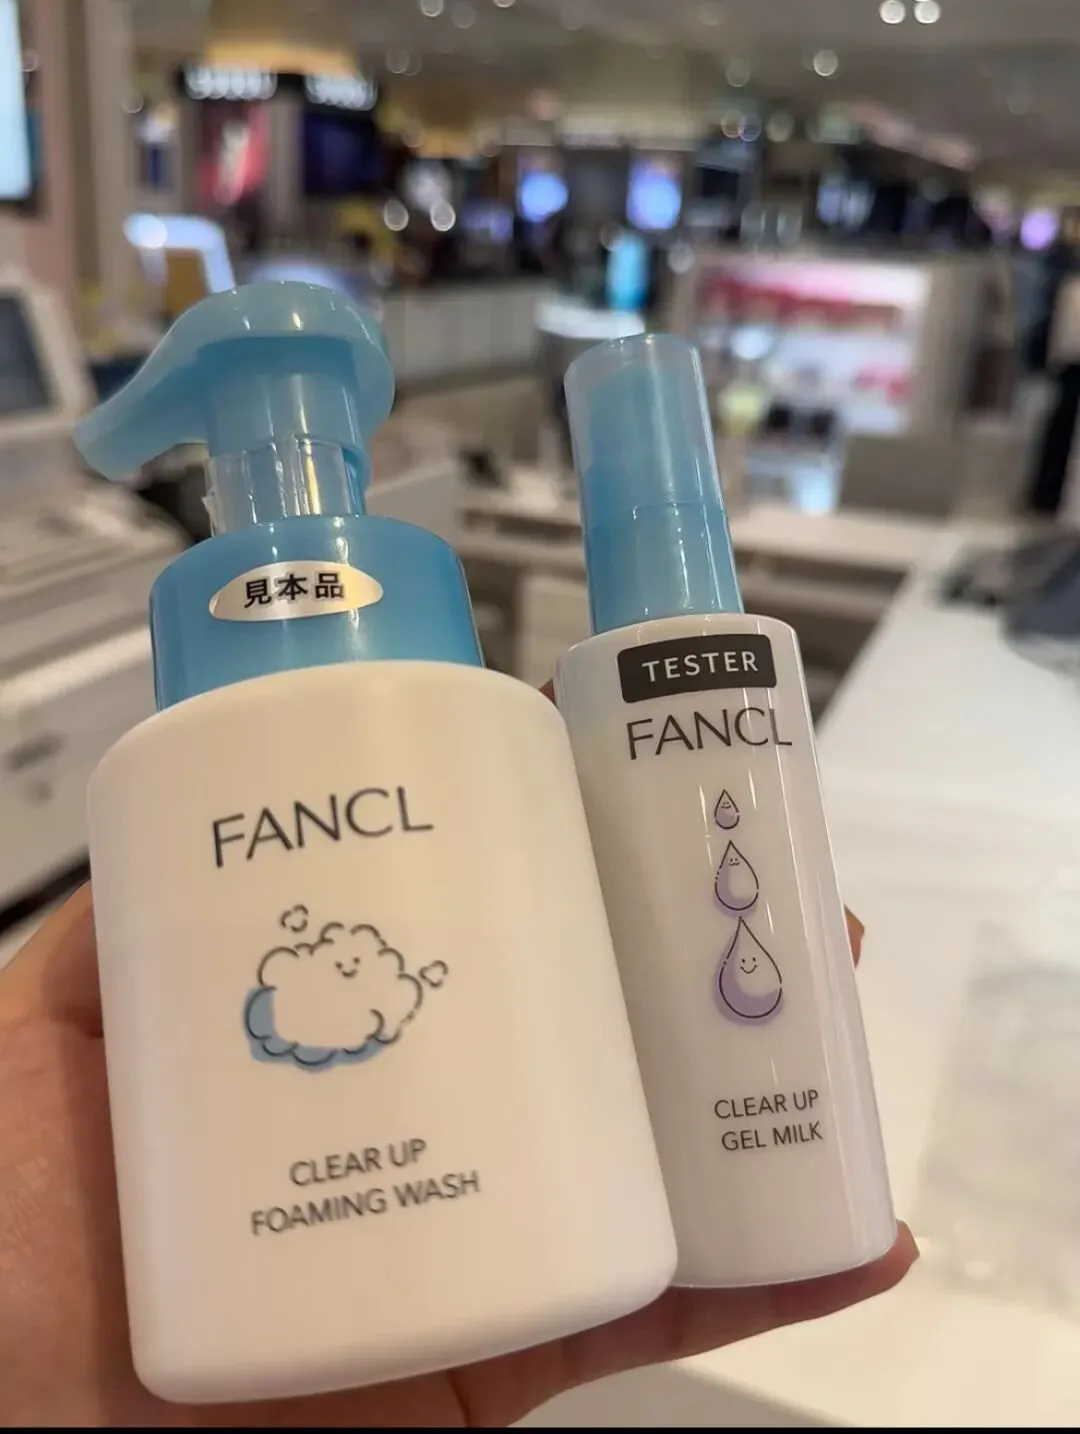 見本品
FANCL
CLEAR UP
FOAMING WASH
TESTER
FANCL
CLEAR UP
GEL MILK